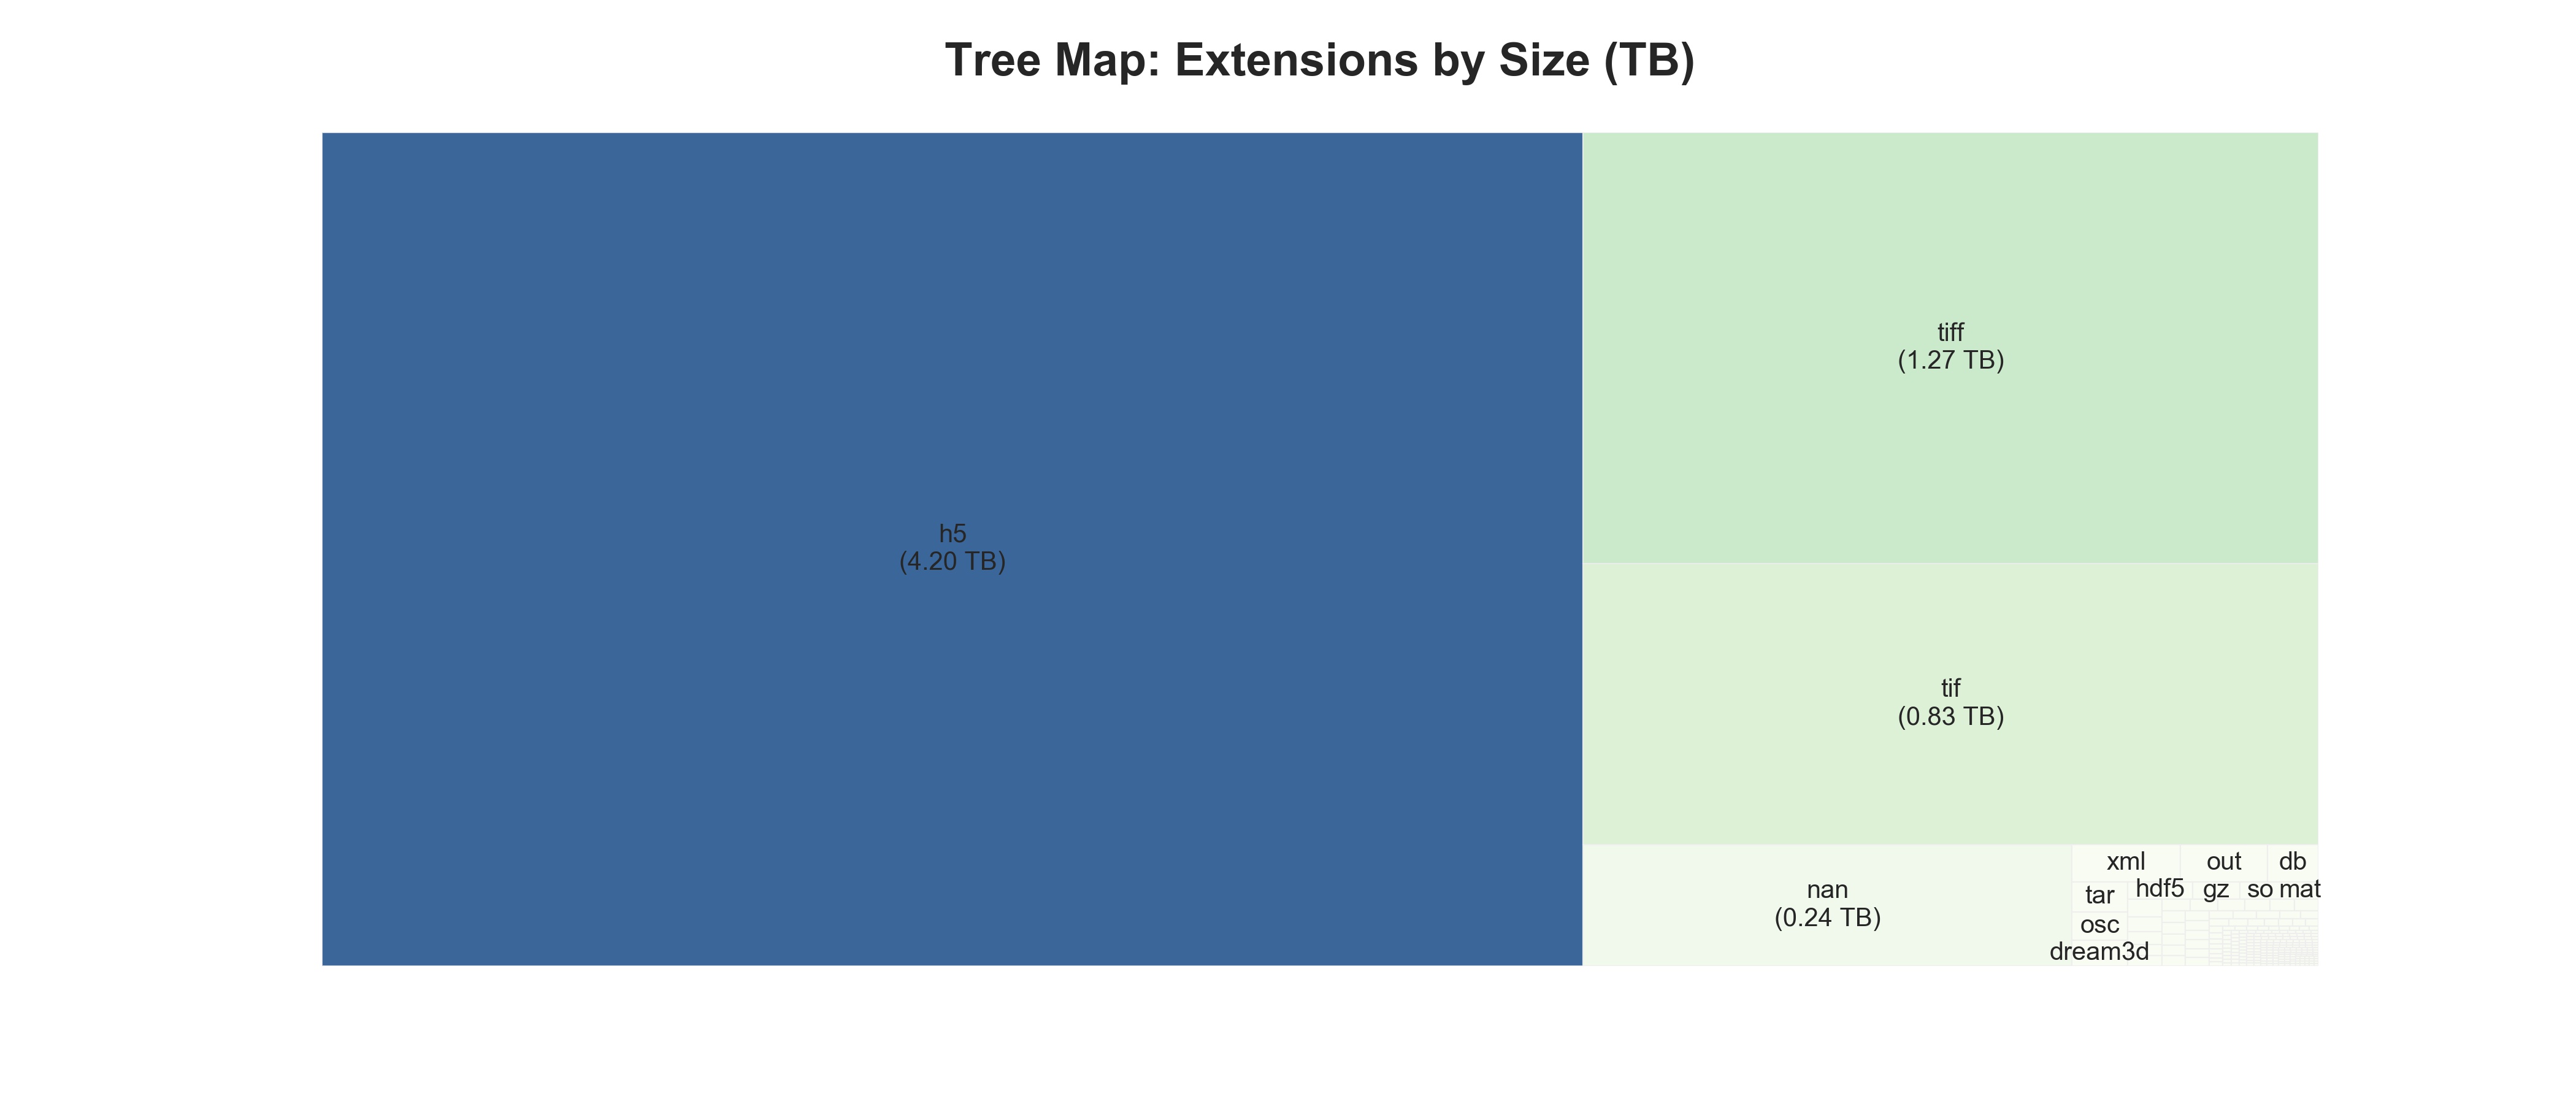 Tree Map: Extensions by Size (TB)
h5
(4.20 TB)
tiff
(1.27 TB)
tif
(0.83 TB)
nan
(0.24 TB)
xml
out
db
tar
hdf5
gz
so
mat
osc
dream3d